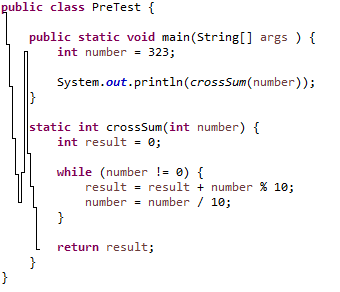 public class PreTest {
public static void main(String[] args ) {
int number = 323;
System.out.println(crossSum(number));
}
static int crossSum(int number) {
int result = 0;
while (number != 0) {
result = result + number % 10;
number = number / 10;
}
return result;
}
}